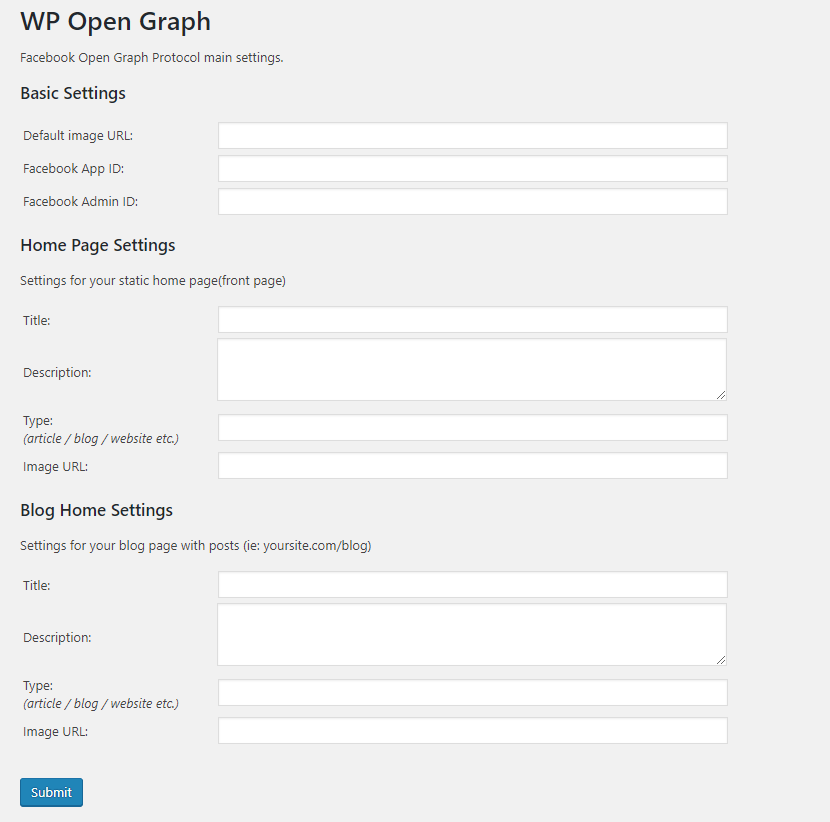 WP Open Graph
Facebook Open Graph Protocol main settings.
Basic Settings
Default image URL:
Facebook App ID:
Facebook Admin ID:
Home Page Settings
Settings for your static home page(front page)
Title:
Description:
Type:
(article / blog / website etc.)
Image URL:
Blog Home Settings
Settings for your blog page with posts (ie: yoursite.com/blog)
Title:
Description:
Type:
(article / blog / website etc.)
Image URL:
Submit